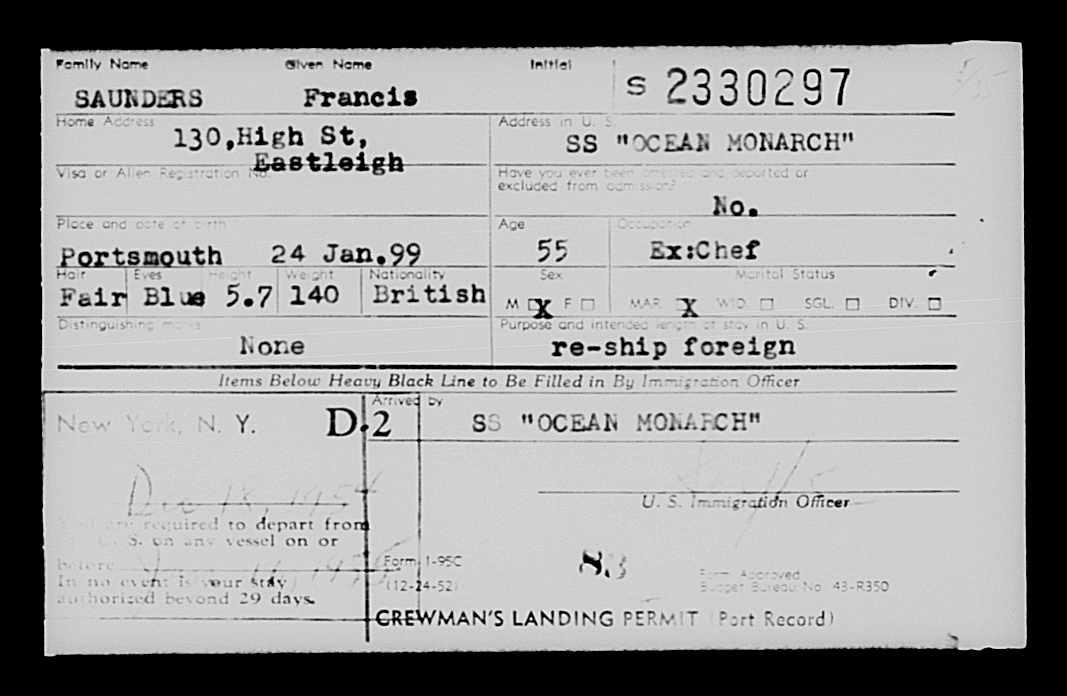 Family Name Given Name Initial
SAUNDERS Francis S 2330297
Home Address Address in U. S.
130,High St, SS "OCEAN MONARCH"
Eastleigh
Visa or Alien Registration No. Have you ever been arrested and deported or
excluded from admission?
No.
Place and date of birth Age Occupation
Portsmouth 24 Jan.99 55 Ex:Chef
Hair Eyes Height Weight Nationality Sex Marital Status
Fair Blue 5.7 140 British M X F MAR. X WID. SGL. DIV.
Distinguishing marks Purpose and intended length of stay in U. S.
None re-ship foreign
Items Below Heavy Black Line to Be Filled in By Immigration Officer
Arrived by
New York, N. Y. D-2 SS "OCEAN MONARCH"
Dec 18, 1954
U. S. Immigration Officer
You are required to depart from
U. S. on any vessel on or
before Jan 1955 Form I-95C 83
In no event is your stay (12-24-52) Form Approved
authorized beyond 29 days. Budget Bureau No. 43-R350
CREWMAN'S LANDING PERMIT (Port Record)